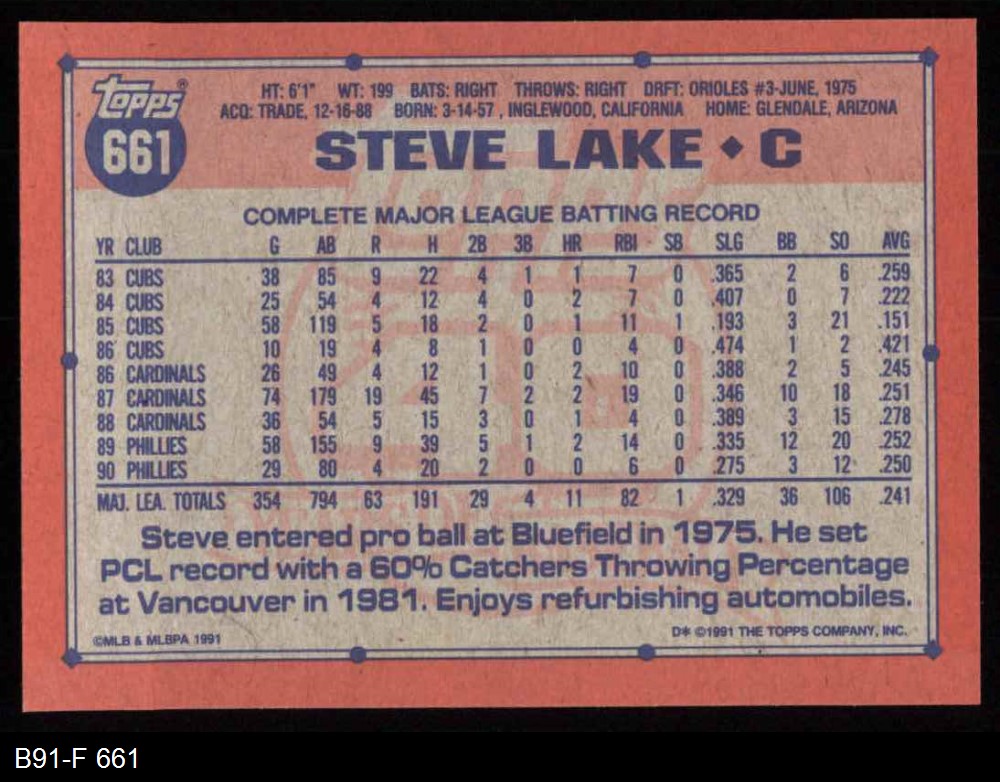 topps®
661
HT: 6'1" WT: 199 BATS: RIGHT THROWS: RIGHT DRFT: ORIOLES #3-JUNE, 1975
ACQ: TRADE, 12-16-88 BORN: 3-14-57 , INGLEWOOD, CALIFORNIA HOME: GLENDALE, ARIZONA
STEVE LAKE ♦ C
COMPLETE MAJOR LEAGUE BATTING RECORD
YR CLUB G AB R H 2B 3B HR RBI SB SLG BB SO AVG
83 CUBS 38 85 9 22 4 1 1 7 0 .365 2 6 .259
84 CUBS 25 54 4 12 4 0 2 7 0 .407 0 7 .222
85 CUBS 58 119 5 18 2 0 1 11 1 .193 3 21 .151
86 CUBS 10 19 4 8 1 0 0 4 0 .474 1 2 .421
86 CARDINALS 26 49 4 12 1 0 2 10 0 .388 2 5 .245
87 CARDINALS 74 179 19 45 7 2 2 19 0 .346 10 18 .251
88 CARDINALS 36 54 5 15 3 0 1 4 0 .389 3 15 .278
89 PHILLIES 58 155 9 39 5 1 2 14 0 .335 12 20 .252
90 PHILLIES 29 80 4 20 2 0 0 6 0 .275 3 12 .250
MAJ. LEA. TOTALS 354 794 63 191 29 4 11 82 1 .329 36 106 .241
Steve entered pro ball at Bluefield in 1975. He set
PCL record with a 60% Catchers Throwing Percentage
at Vancouver in 1981. Enjoys refurbishing automobiles.
©MLB & MLBPA 1991
D* ©1991 THE TOPPS COMPANY, INC.
B91-F 661